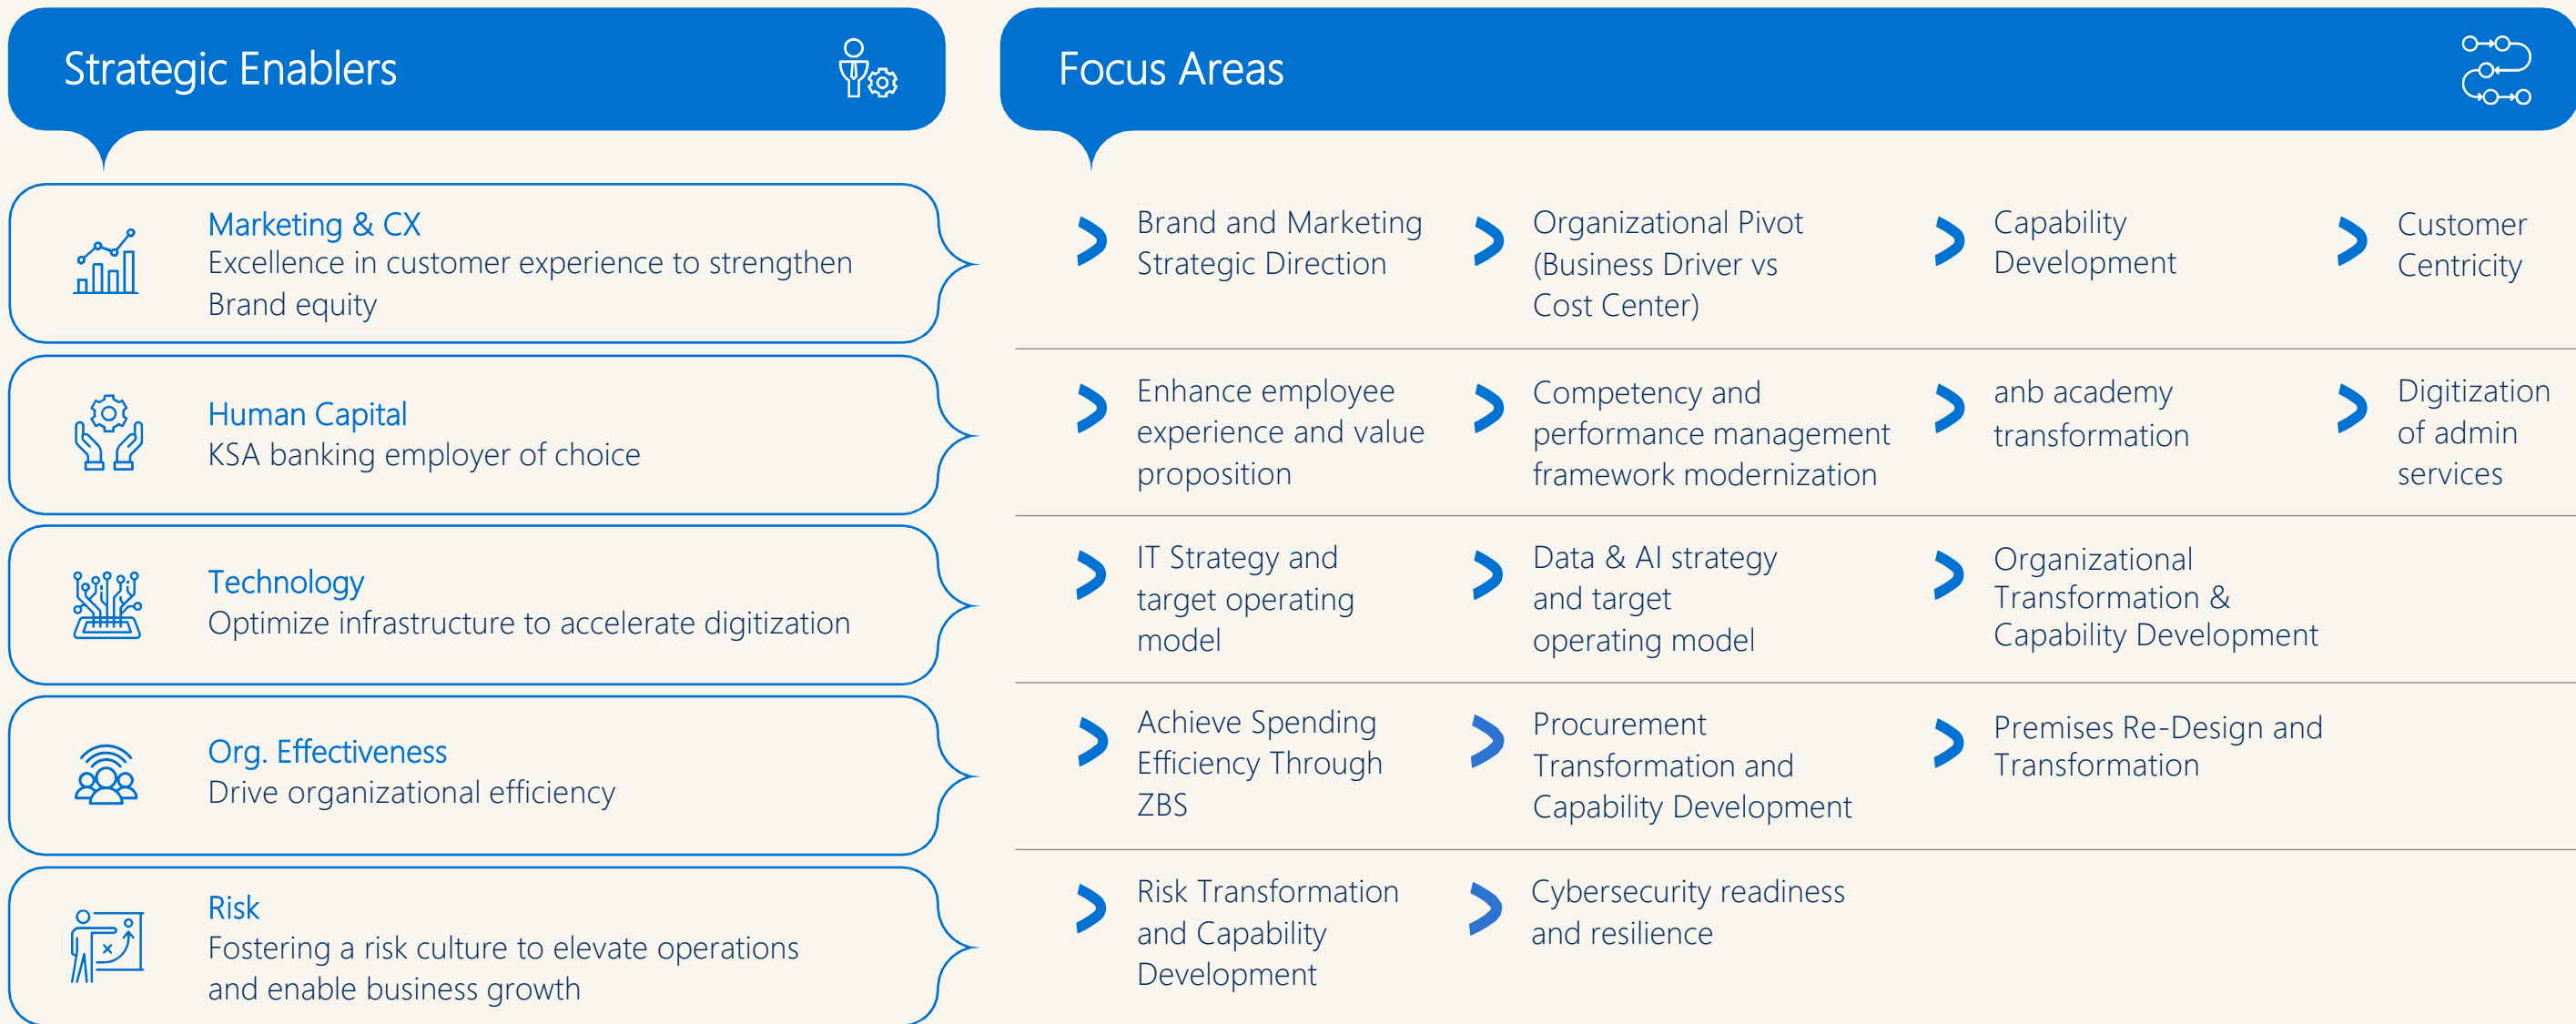 Strategic Enablers
Focus Areas
Marketing & CX
Excellence in customer experience to strengthen
Brand equity
Brand and Marketing
Strategic Direction
Organizational Pivot
(Business Driver vs
Cost Center)
Capability
Development
Customer
Centricity
Human Capital
KSA banking employer of choice
Enhance employee
experience and value
proposition
Competency and
performance management
framework modernization
anb academy
transformation
Digitization
of admin
services
Technology
Optimize infrastructure to accelerate digitization
IT Strategy and
target operating
model
Data & AI strategy
and target
operating model
Organizational
Transformation &
Capability Development
Org. Effectiveness
Drive organizational efficiency
Achieve Spending
Efficiency Through
ZBS
Procurement
Transformation and
Capability Development
Premises Re-Design and
Transformation
Risk
Fostering a risk culture to elevate operations
and enable business growth
Risk Transformation
and Capability
Development
Cybersecurity readiness
and resilience